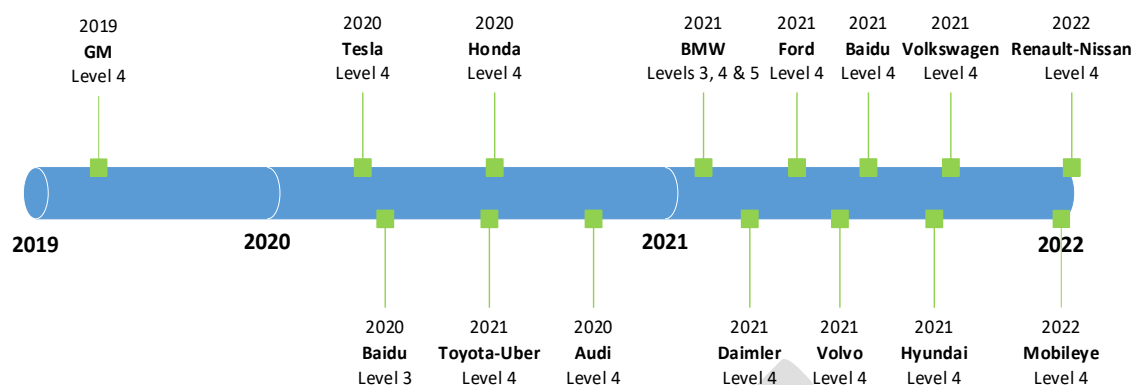 2019
GM
Level 4
2020
Tesla
Level 4
2020
Honda
Level 4
2021
BMW
Levels 3, 4 & 5
2021
Ford
Level 4
2021
Baidu
Level 4
2021
Volkswagen
Level 4
2022
Renault-Nissan
Level 4
2019
2020
2021
2022
2020
Baidu
Level 3
2021
Toyota-Uber
Level 4
2020
Audi
Level 4
2021
Daimler
Level 4
2021
Volvo
Level 4
2021
Hyundai
Level 4
2022
Mobileye
Level 4